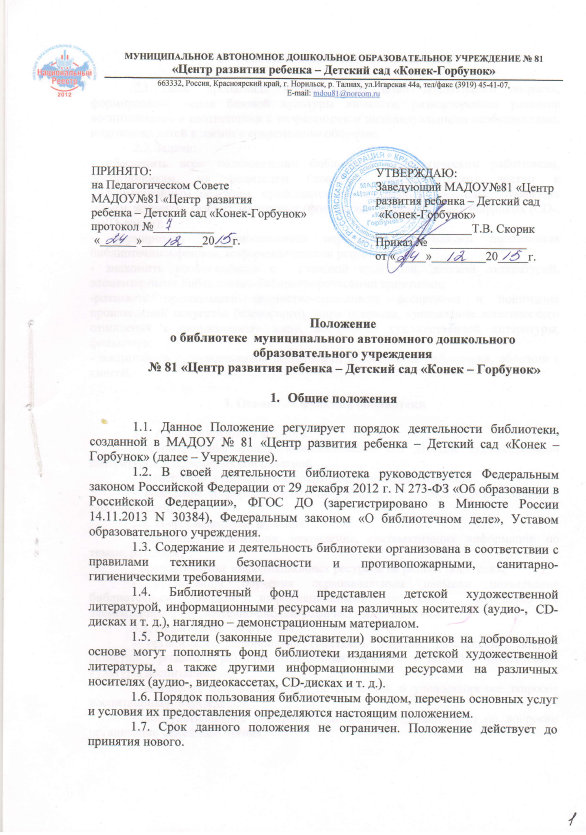 Национальный
России
2012
МУНИЦИПАЛЬНОЕ АВТОНОМНОЕ ДОШКОЛЬНОЕ ОБРАЗОВАТЕЛЬНОЕ УЧРЕЖДЕНИЕ № 81
«Центр развития ребенка – Детский сад «Конек-Горбунок»
663332, Россия, Красноярский край, г. Норильск, р. Талнах, ул.Игарская 44а, тел/факс (3919) 45-41-07,
E-mail: mdou81@norcom.ru
ПРИНЯТО:
на Педагогическом Совете
МАДОУ№81 «Центр развития
ребенка – Детский сад «Конек-Горбунок»
протокол №
«24» 12 2015г.
УТВЕРЖДАЮ:
Заведующий МАДОУ№81 «Центр
развития ребенка – Детский сад
«Конек-Горбунок»
Т.В. Скорик
Приказ №
от «24» 12 2015г.
Положение
о библиотеке муниципального автономного дошкольного
образовательного учреждения
№ 81 «Центр развития ребенка – Детский сад «Конек – Горбунок»
1. Общие положения
1.1. Данное Положение регулирует порядок деятельности библиотеки,
созданной в МАДОУ № 81 «Центр развития ребенка – Детский сад «Конек –
Горбунок» (далее – Учреждение).
1.2. В своей деятельности библиотека руководствуется Федеральным
законом Российской Федерации от 29 декабря 2012 г. N 273-ФЗ «Об образовании в
Российской Федерации», ФГОС ДО (зарегистрировано в Минюсте России
14.11.2013 N 30384), Федеральным законом «О библиотечном деле», Уставом
образовательного учреждения.
1.3. Содержание и деятельность библиотеки организована в соответствии с
правилами техники безопасности и противопожарными, санитарно-
гигиеническими требованиями.
1.4. Библиотечный фонд представлен детской художественной
литературой, информационными ресурсами на различных носителях (аудио-, CD-
дисках и т. д.), наглядно – демонстрационным материалом.
1.5. Родители (законные представители) воспитанников на добровольной
основе могут пополнять фонд библиотеки изданиями детской художественной
литературы, а также другими информационными ресурсами на различных
носителях (аудио-, видеокассетах, CD-дисках и т. д.).
1.6. Порядок пользования библиотечным фондом, перечень основных услуг
и условия их предоставления определяются настоящим положением.
1.7. Срок данного положения не ограничен. Положение действует до
принятия нового.
1